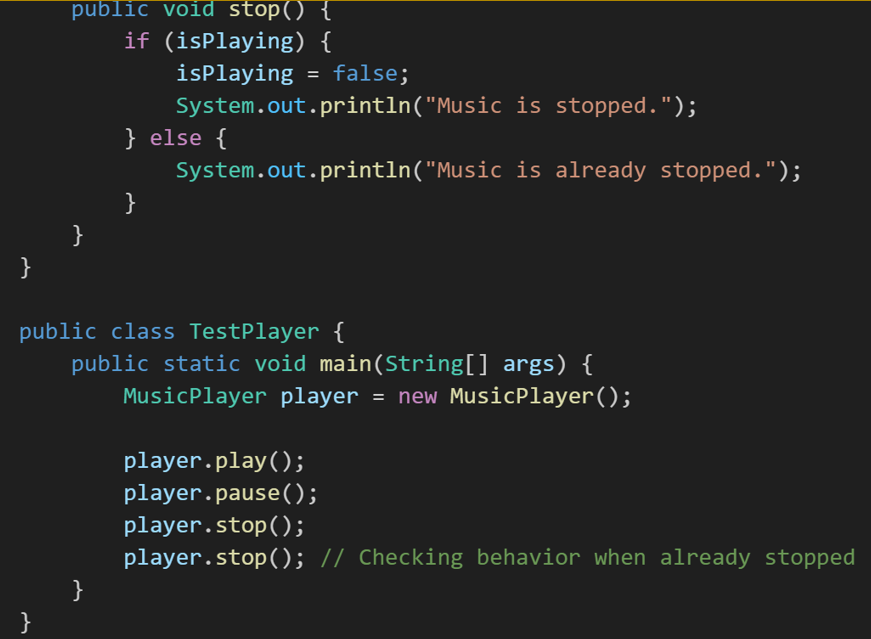 public void stop() {
        if (isPlaying) {
            isPlaying = false;
            System.out.println("Music is stopped.");
        } else {
            System.out.println("Music is already stopped.");
        }
    }
}

public class TestPlayer {
    public static void main(String[] args) {
        MusicPlayer player = new MusicPlayer();

        player.play();
        player.pause();
        player.stop();
        player.stop(); // Checking behavior when already stopped
    }
}